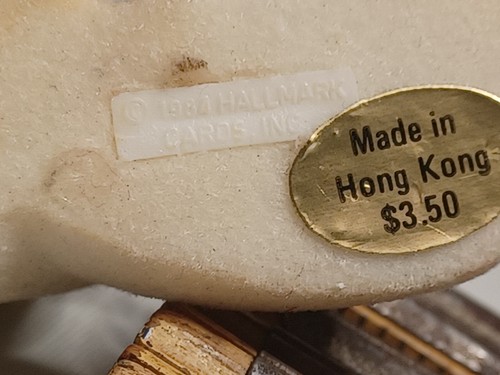 © HALLMARK
CARDS, INC.
Made in
Hong Kong
$3.50